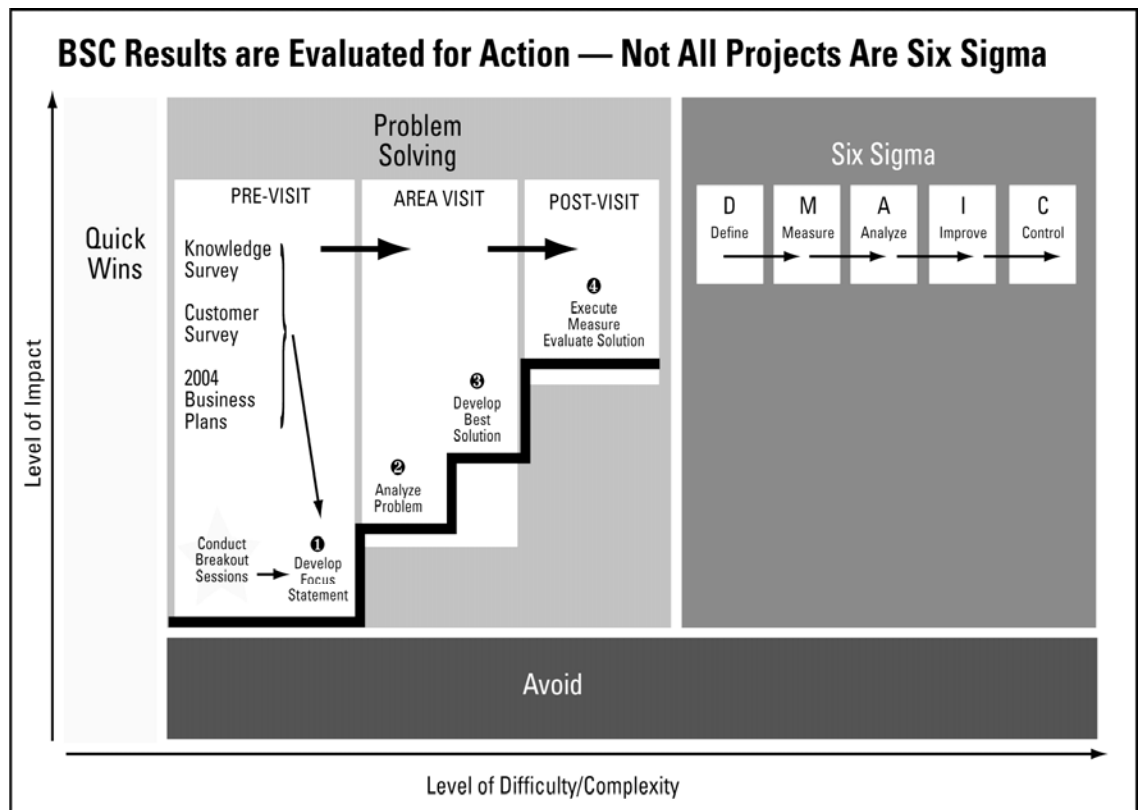 BSC Results are Evaluated for Action — Not All Projects Are Six Sigma
Level of Impact
Quick
Wins
Problem
Solving
PRE-VISIT
Knowledge
Survey
Customer
Survey
2004
Business
Plans
Conduct
Breakout
Sessions
❶
Develop
Focus
Statement
AREA VISIT
❷
Analyze
Problem
❸
Develop
Best
Solution
POST-VISIT
❹
Execute
Measure
Evaluate Solution
Six Sigma
D
Define
M
Measure
A
Analyze
I
Improve
C
Control
Avoid
Level of Difficulty/Complexity